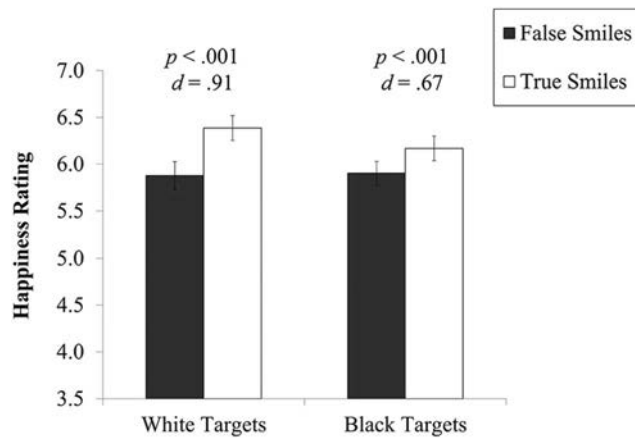 False Smiles
True Smiles
p < .001
d = .91
p < .001
d = .67
7.0
6.5
6.0
5.5
5.0
4.5
4.0
3.5
Happiness Rating
White Targets
Black Targets